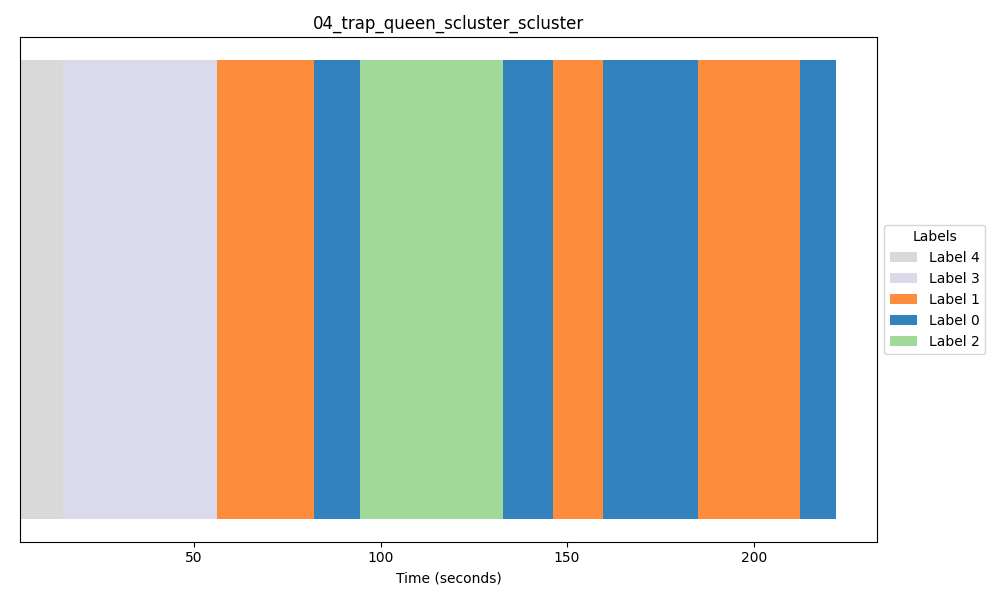 04_trap_queen_scluster_scluster
Labels
Label 4
Label 3
Label 1
Label 0
Label 2
50
100
150
200
Time (seconds)